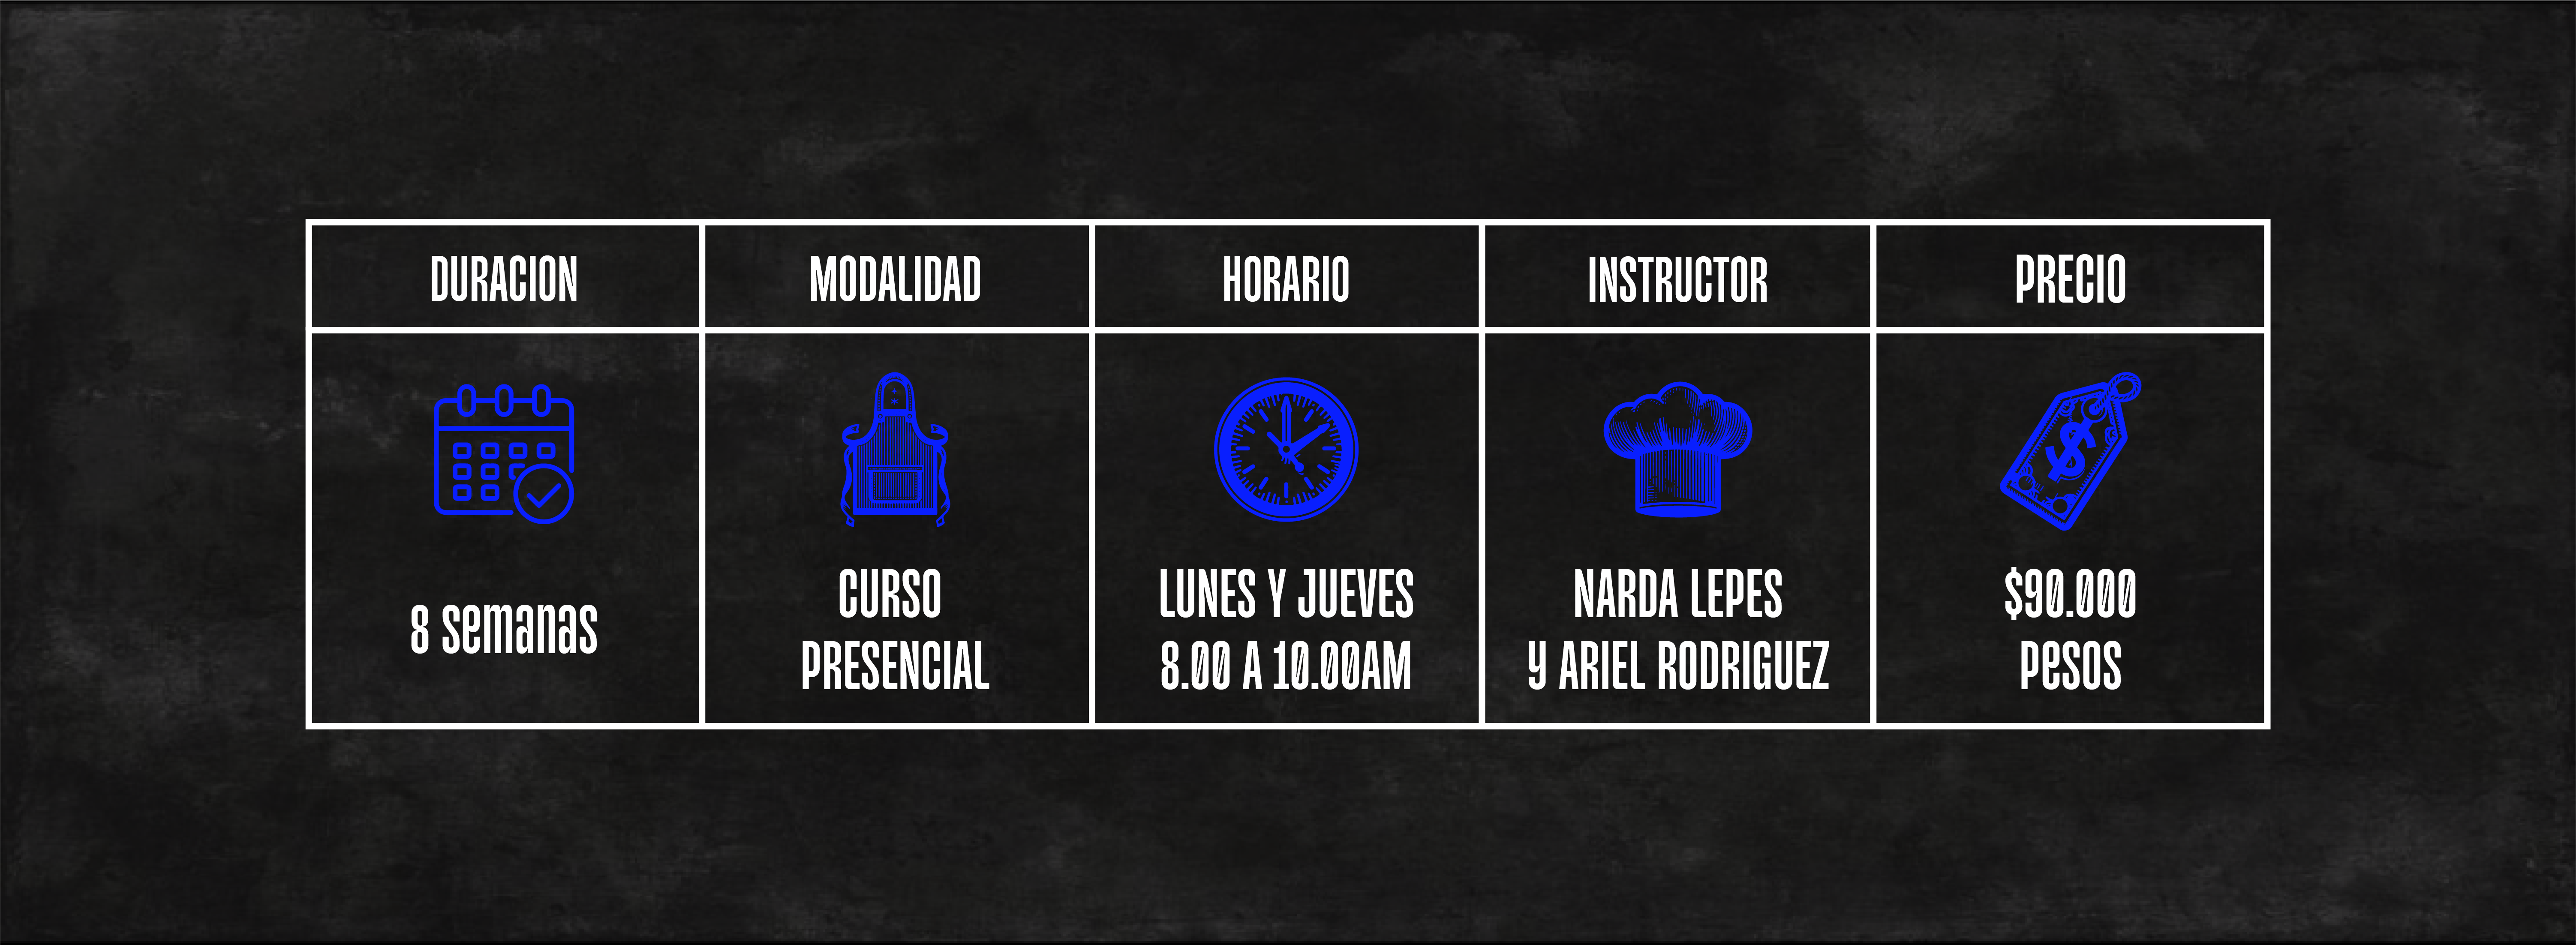 DURACION
MODALIDAD
HORARIO
INSTRUCTOR
PRECIO
8 semanas
CURSO
PRESENCIAL
LUNES Y JUEVES
8.00 A 10.00AM
NARDA LEPES
y ARIEL RODRIGUEZ
$90.000
Pesos